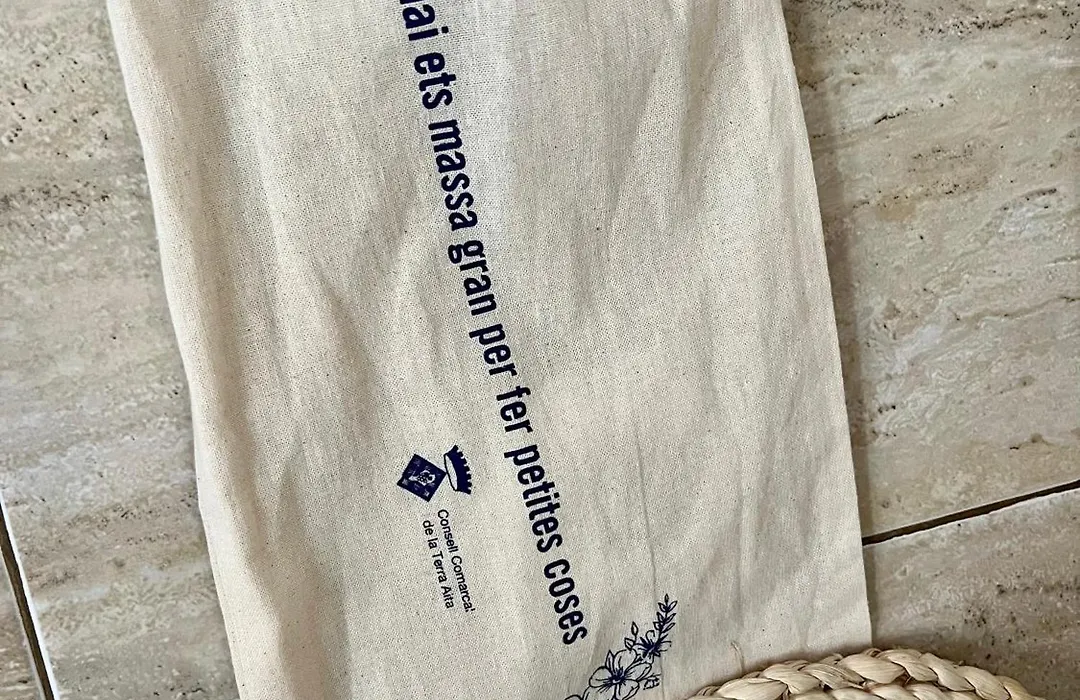 ets massa gran per fer petites coses
Consell Comarcal
de la Terra Alta